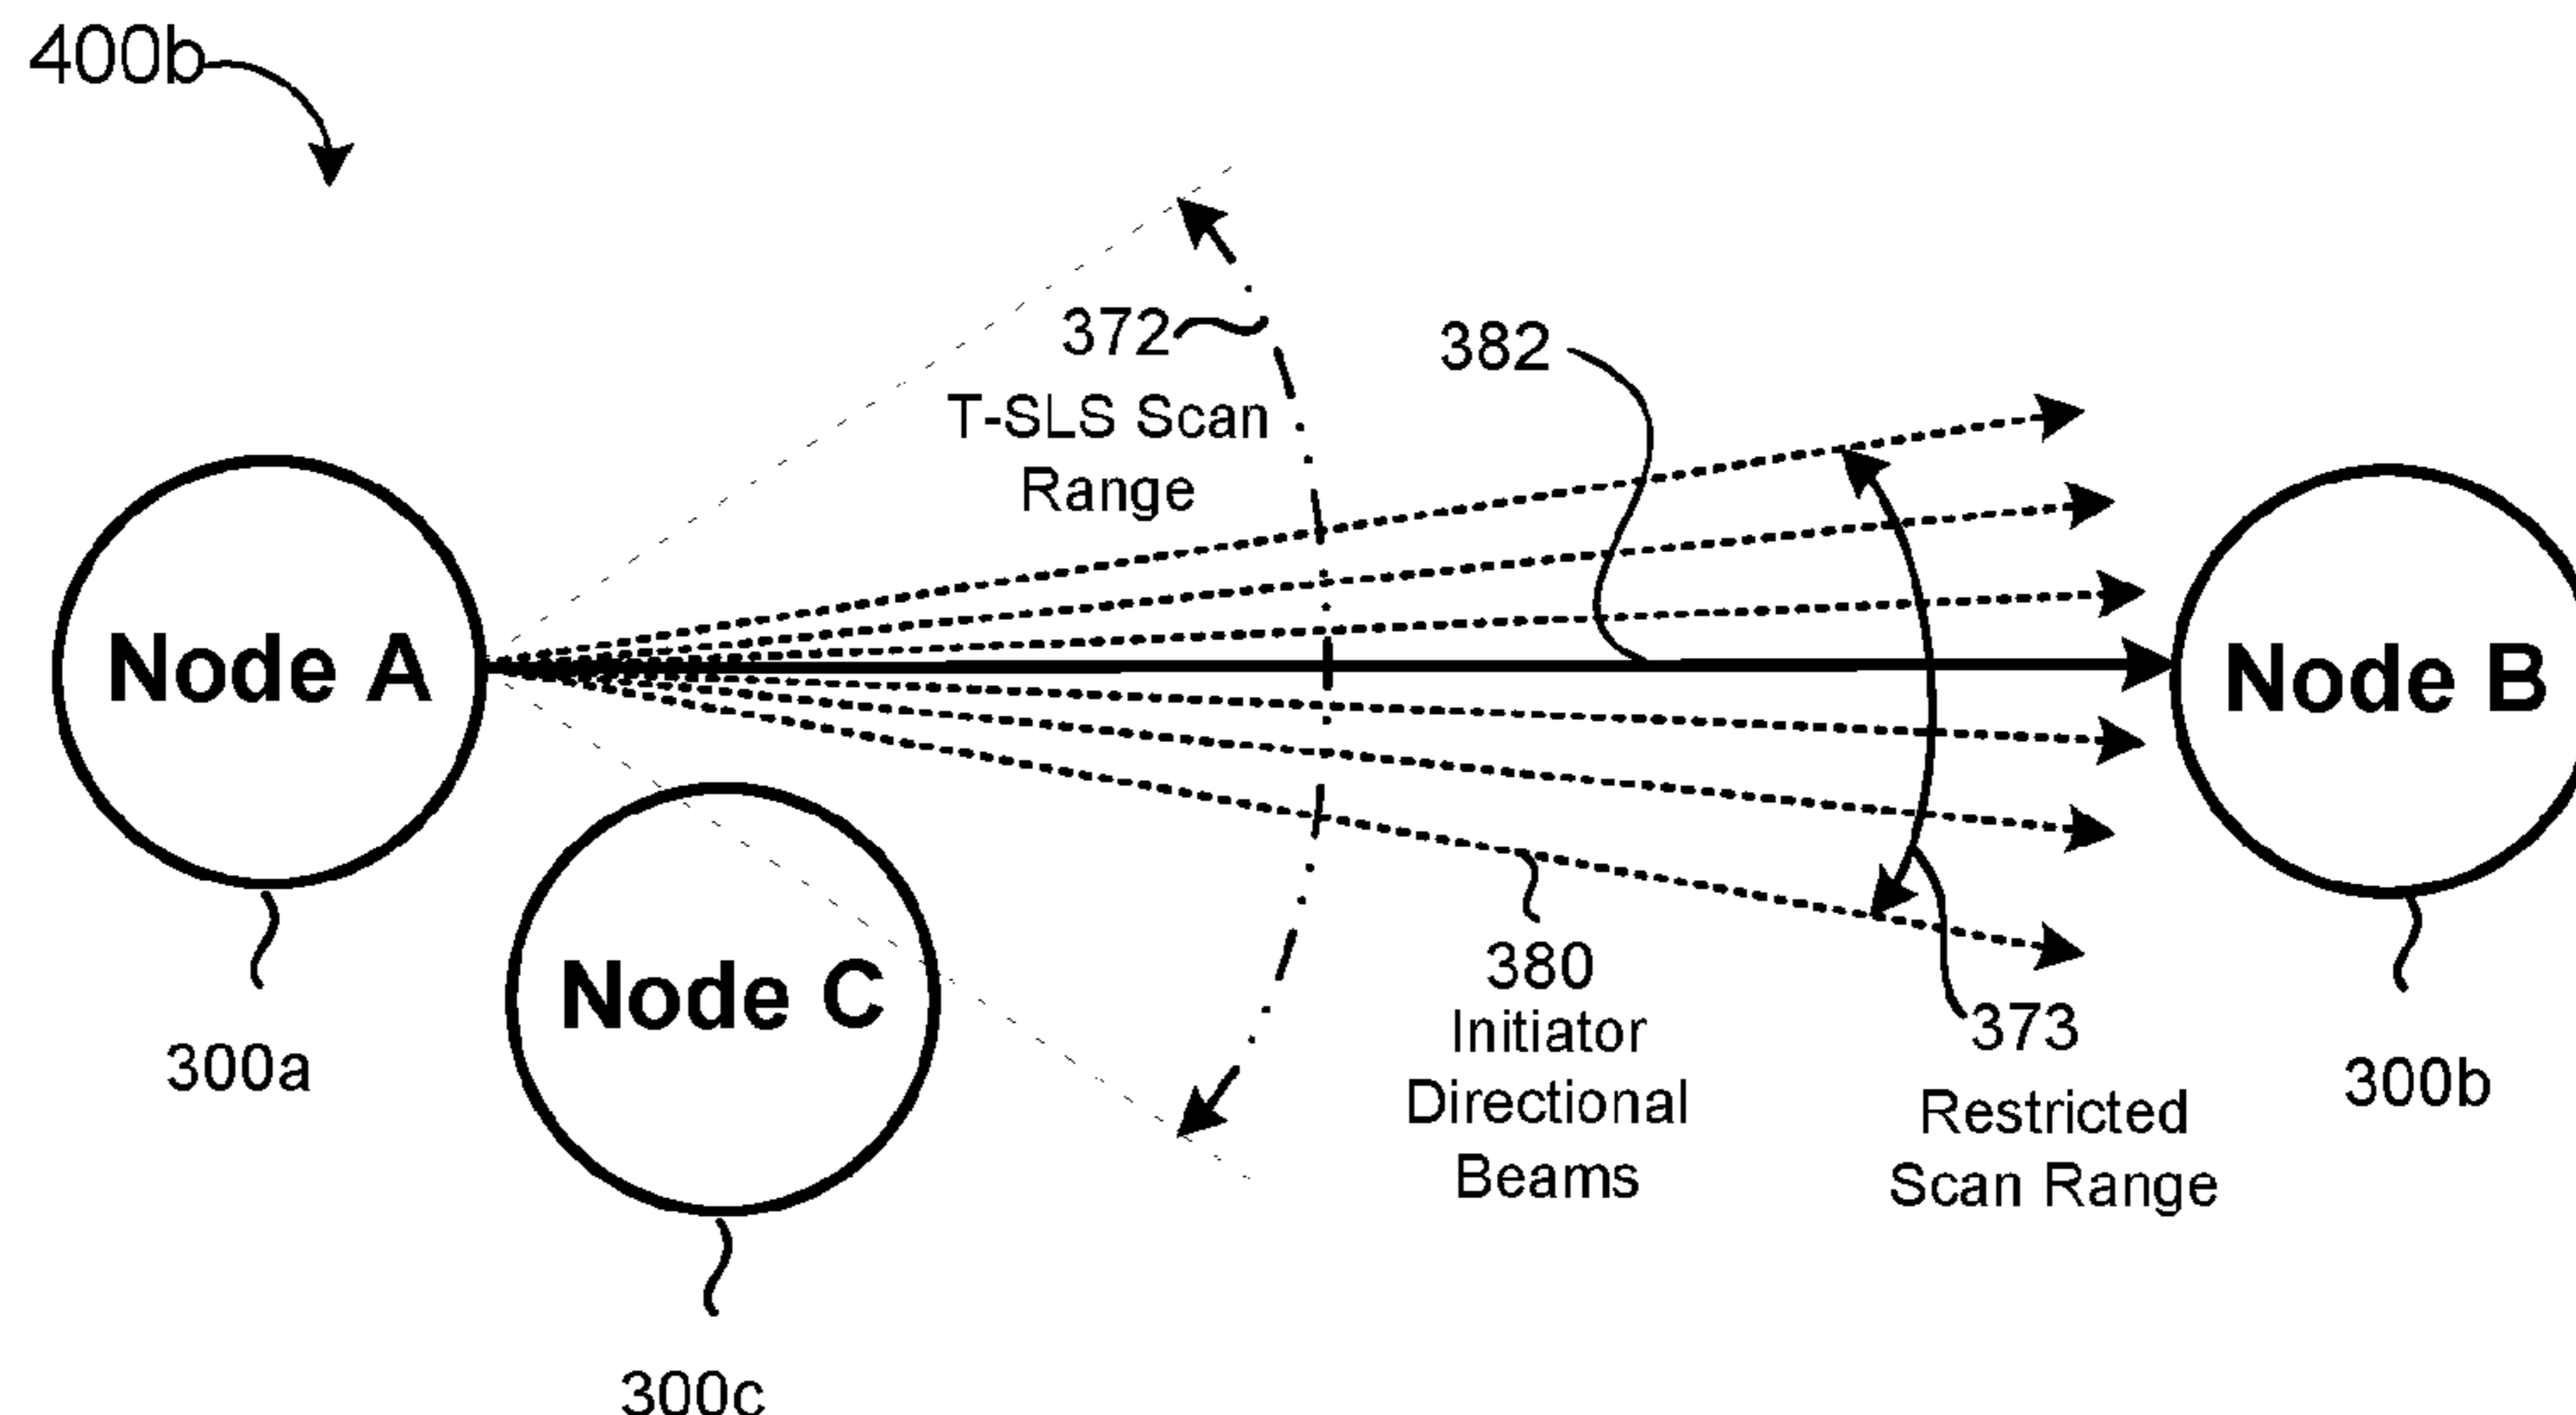 400b
372
T-SLS Scan
Range
382
Node A
Node B
Node C
300a
380
Initiator
Directional
Beams
373
Restricted
Scan Range
300b
300c